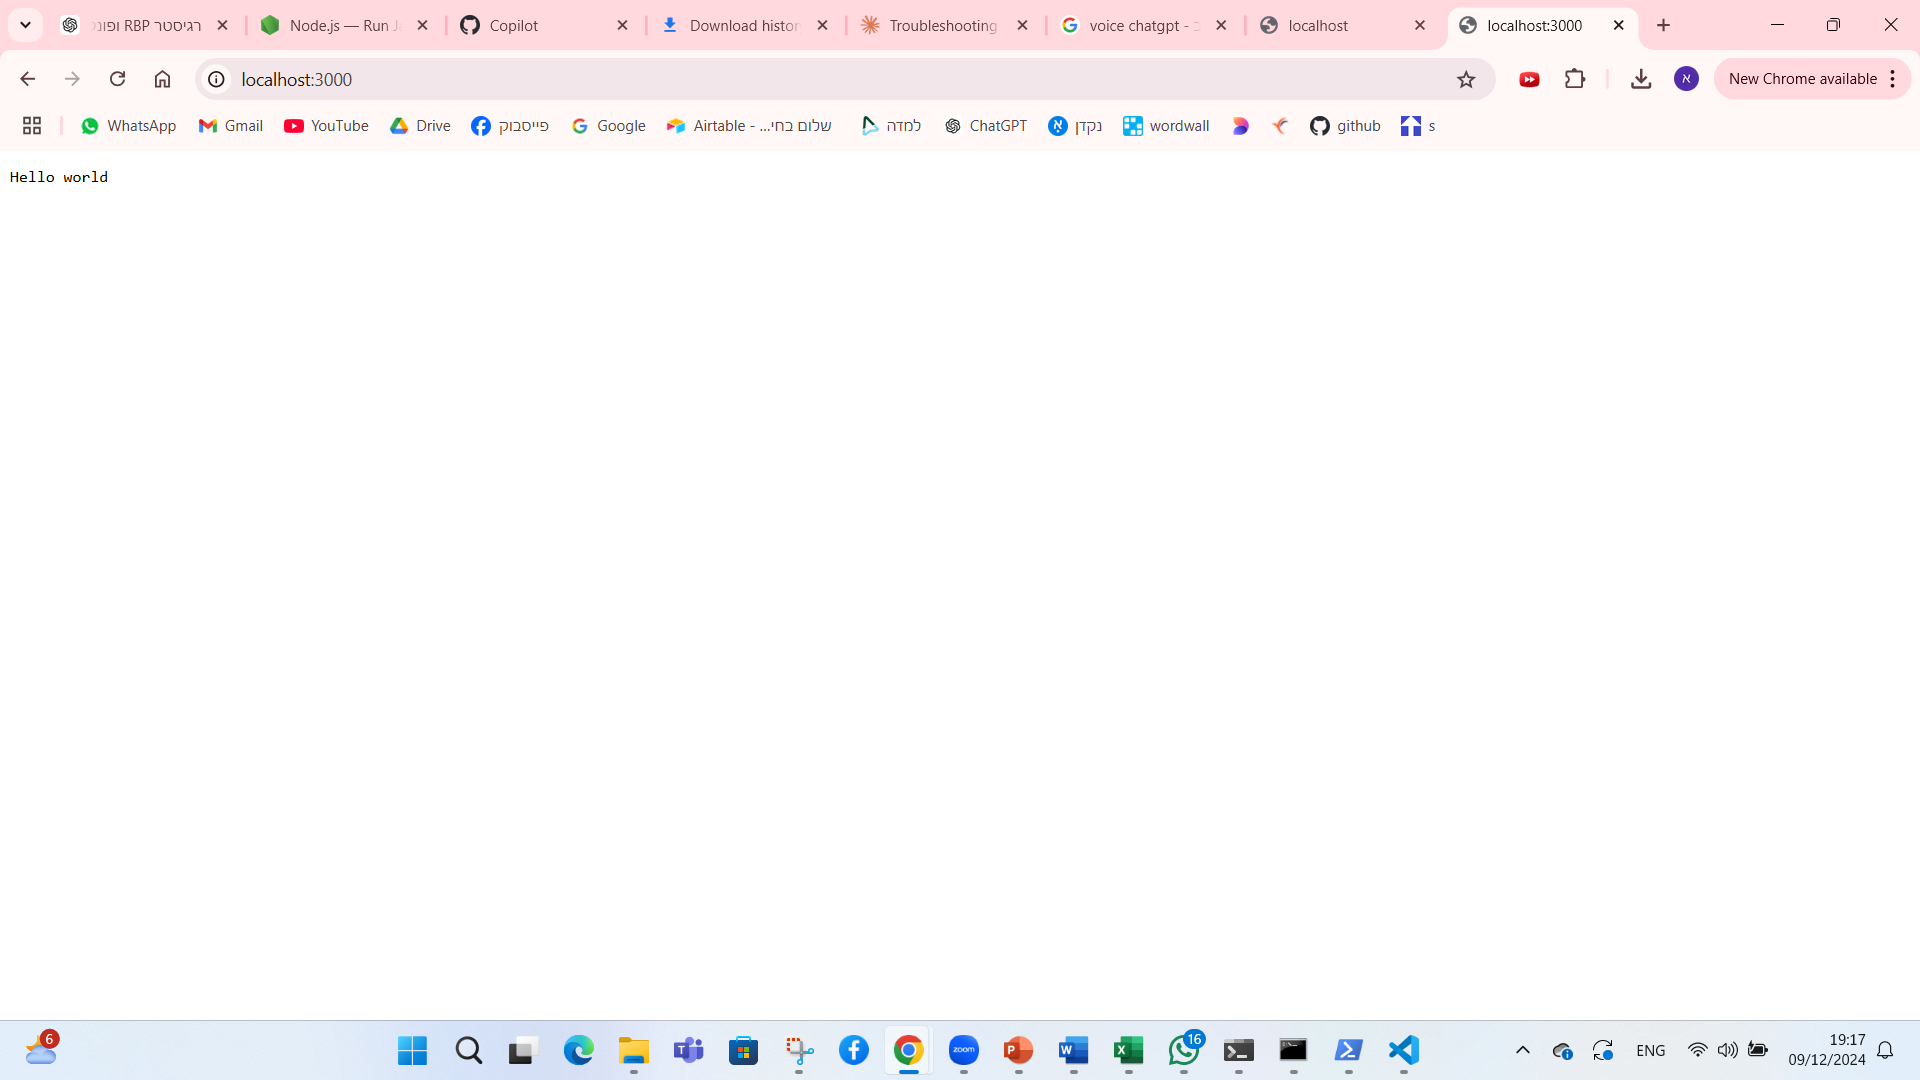 רגיסטר RBP ופונק
Node.js — Run J
Copilot
Download histor
Troubleshooting
voice chatgpt - כ
localhost
localhost:3000
localhost:3000
א
New Chrome available
WhatsApp
Gmail
YouTube
Drive
פייסבוק
Google
Airtable - ...שלום בחי
למדה
ChatGPT
נקדן
wordwall
github
s
Hello world
6
zoom
16
ENG
19:17
09/12/2024